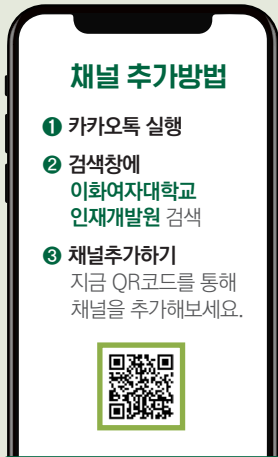 채널 추가방법
❶ 카카오톡 실행
❷ 검색창에
이화여자대학교
인재개발원 검색
❸ 채널추가하기
지금 QR코드를 통해
채널을 추가해보세요.